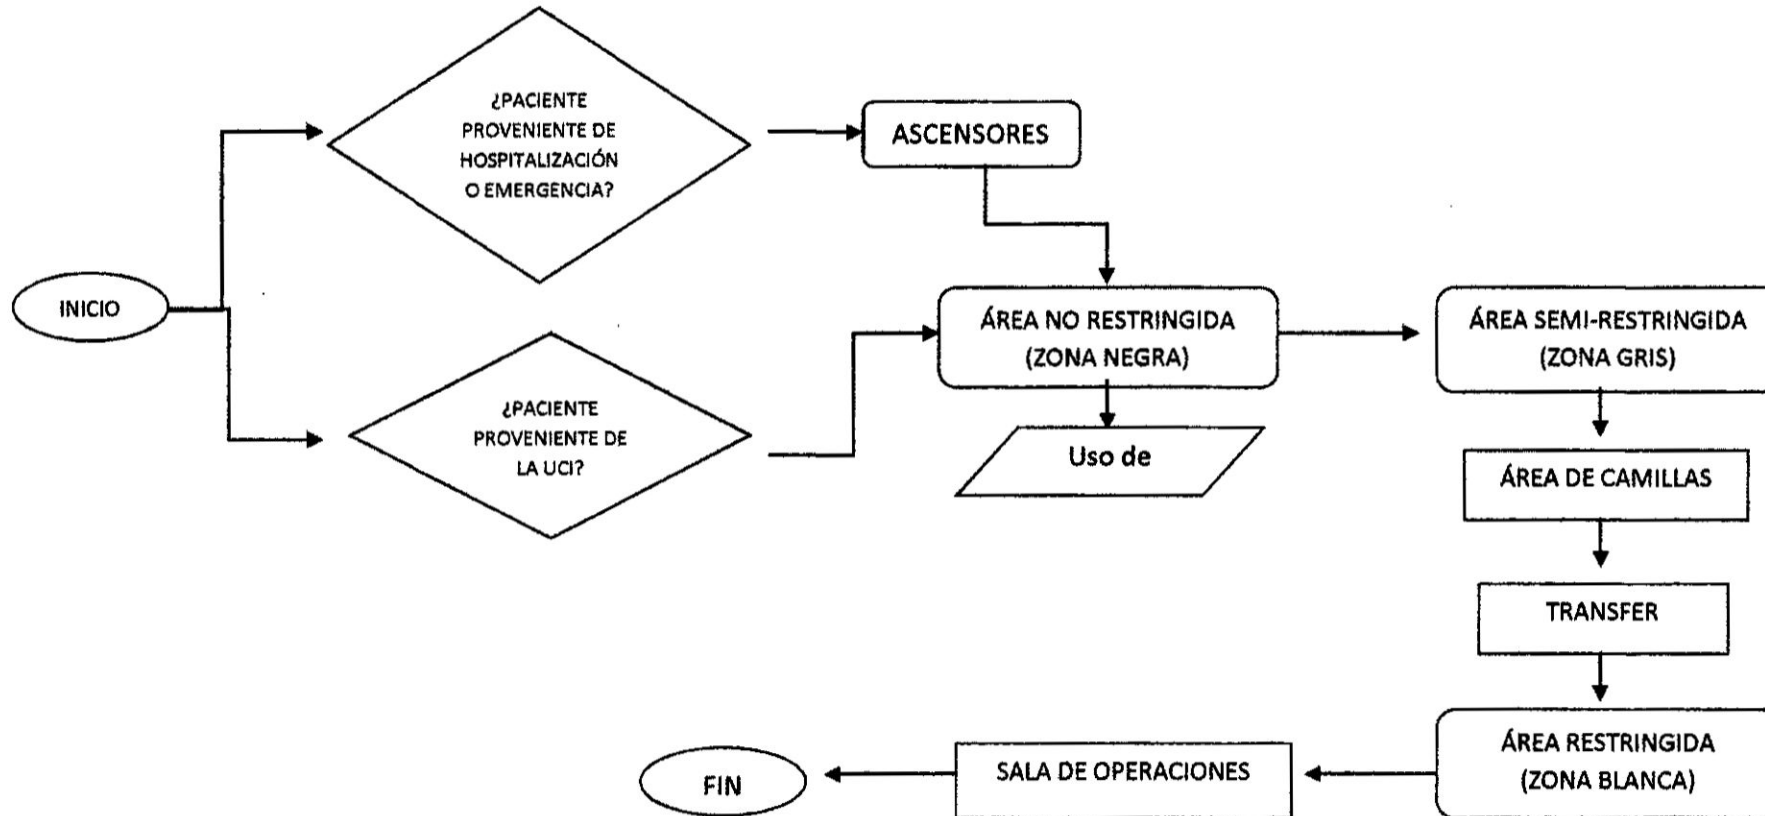 ¿PACIENTE
PROVENIENTE DE
HOSPITALIZACIÓN
O EMERGENCIA?
ASCENSORES
INICIO
ÁREA NO RESTRINGIDA
(ZONA NEGRA)
ÁREA SEMI-RESTRINGIDA
(ZONA GRIS)
¿PACIENTE
PROVENIENTE DE
LA UCI?
Uso de
ÁREA DE CAMILLAS
TRANSFER
ÁREA RESTRINGIDA
(ZONA BLANCA)
SALA DE OPERACIONES
FIN